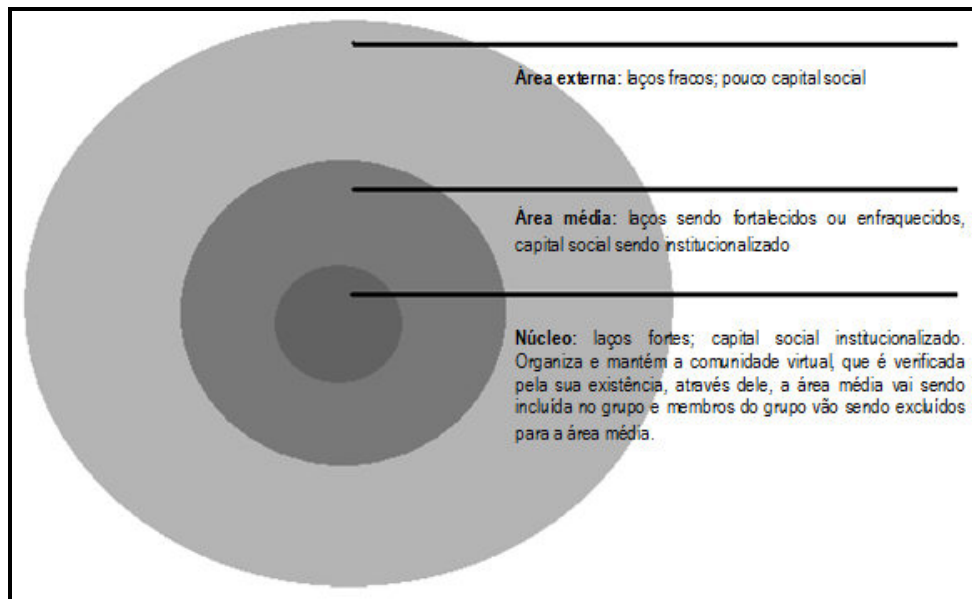 Área externa: laços fracos; pouco capital social
Área média: laços sendo fortalecidos ou enfraquecidos,
capital social sendo institucionalizado
Núcleo: laços fortes; capital social institucionalizado.
Organiza e mantém a comunidade virtual, que é verificada
pela sua existência, através dele, a área média vai sendo
incluída no grupo e membros do grupo vão sendo excluídos
para a área média.